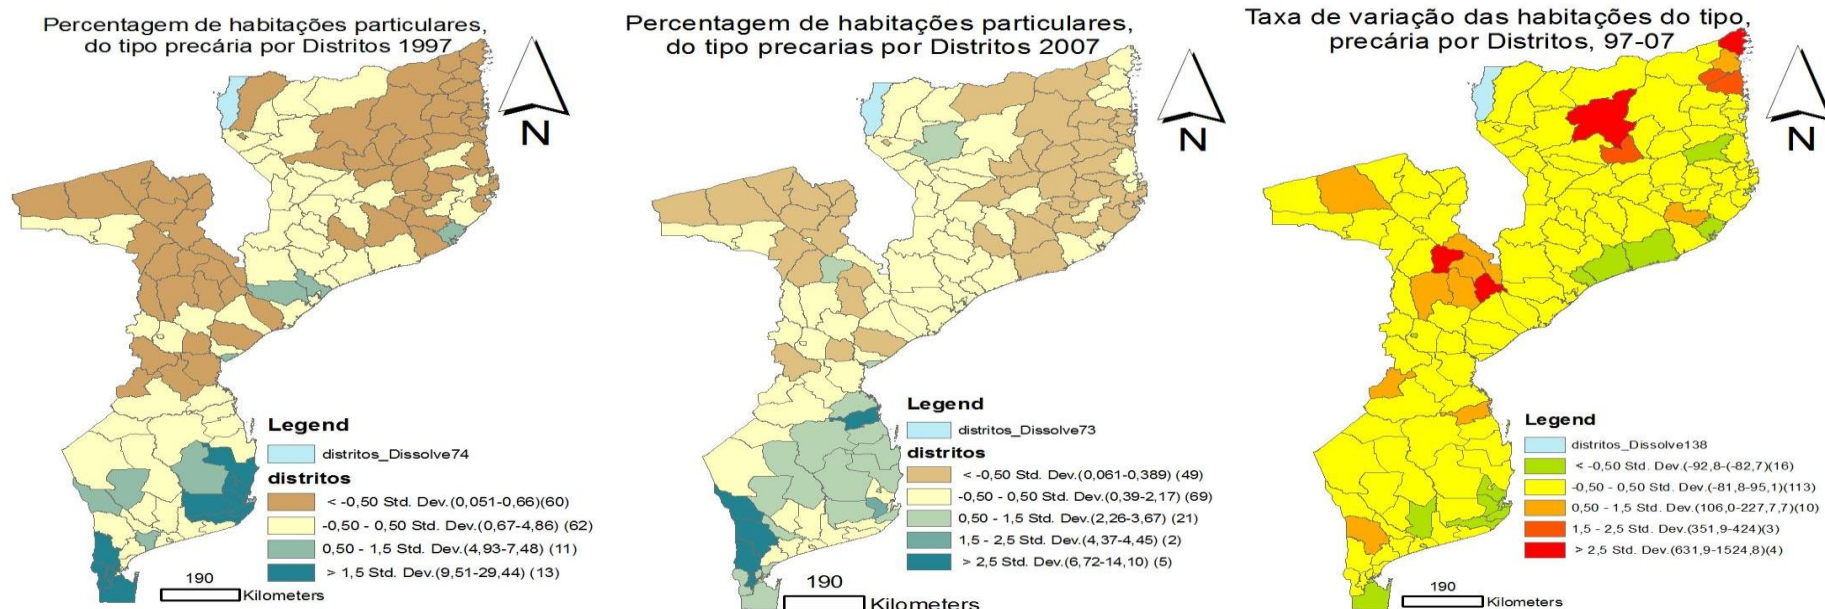 Percentagem de habitações particulares,
do tipo precária por Distritos 1997
N
Legend
distritos_Dissolve74
distritos
< -0,50 Std. Dev.(0,051-0,66)(60)
-0,50 - 0,50 Std. Dev.(0,67-4,86) (62)
0,50 - 1,5 Std. Dev.(4,93-7,48) (11)
> 1,5 Std. Dev.(9,51-29,44) (13)
190
Kilometers
Percentagem de habitações particulares,
do tipo precarias por Distritos 2007
N
Legend
distritos_Dissolve73
distritos
< -0,50 Std. Dev.(0,061-0,389) (49)
-0,50 - 0,50 Std. Dev.(0,39-2,17) (69)
0,50 - 1,5 Std. Dev.(2,26-3,67) (21)
1,5 - 2,5 Std. Dev.(4,37-4,45) (2)
> 2,5 Std. Dev.(6,72-14,10) (5)
190
Kilometers
Taxa de variação das habitações do tipo,
precária por Distritos, 97-07
N
Legend
distritos_Dissolve138
< -0,50 Std. Dev.(-92,8-(-82,7)(16)
-0,50 - 0,50 Std. Dev.(-81,8-95,1)(113)
0,50 - 1,5 Std. Dev.(106,0-227,7,7)(10)
1,5 - 2,5 Std. Dev.(351,9-424)(3)
> 2,5 Std. Dev.(631,9-1524,8)(4)
190
Kilometers